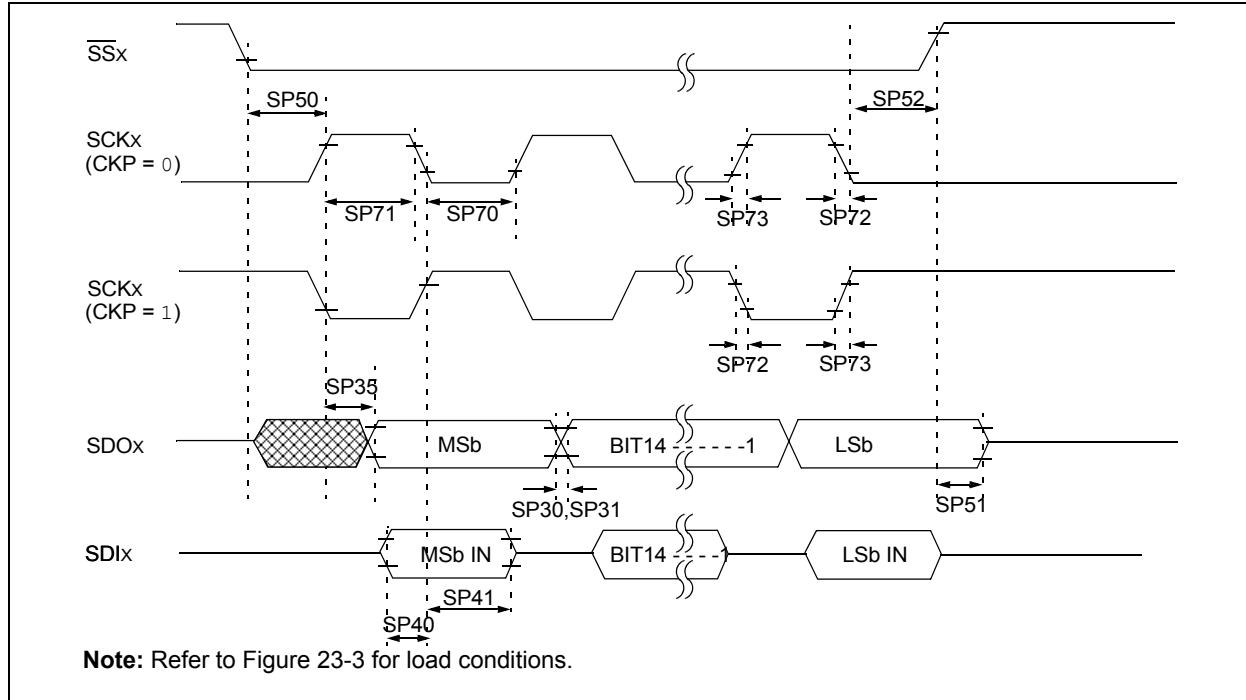 SSx
SP50
SP52
SCKx
(CKP = 0)
SP71
SP70
SP73
SP72
SCKx
(CKP = 1)
SP72
SP73
SP35
SDOx
MSb
BIT14 - - - - - -1
LSb
SP30,SP31
SP51
SDIx
MSb IN
BIT14 - - - - -1
LSb IN
SP41
SP40
Note: Refer to Figure 23-3 for load conditions.